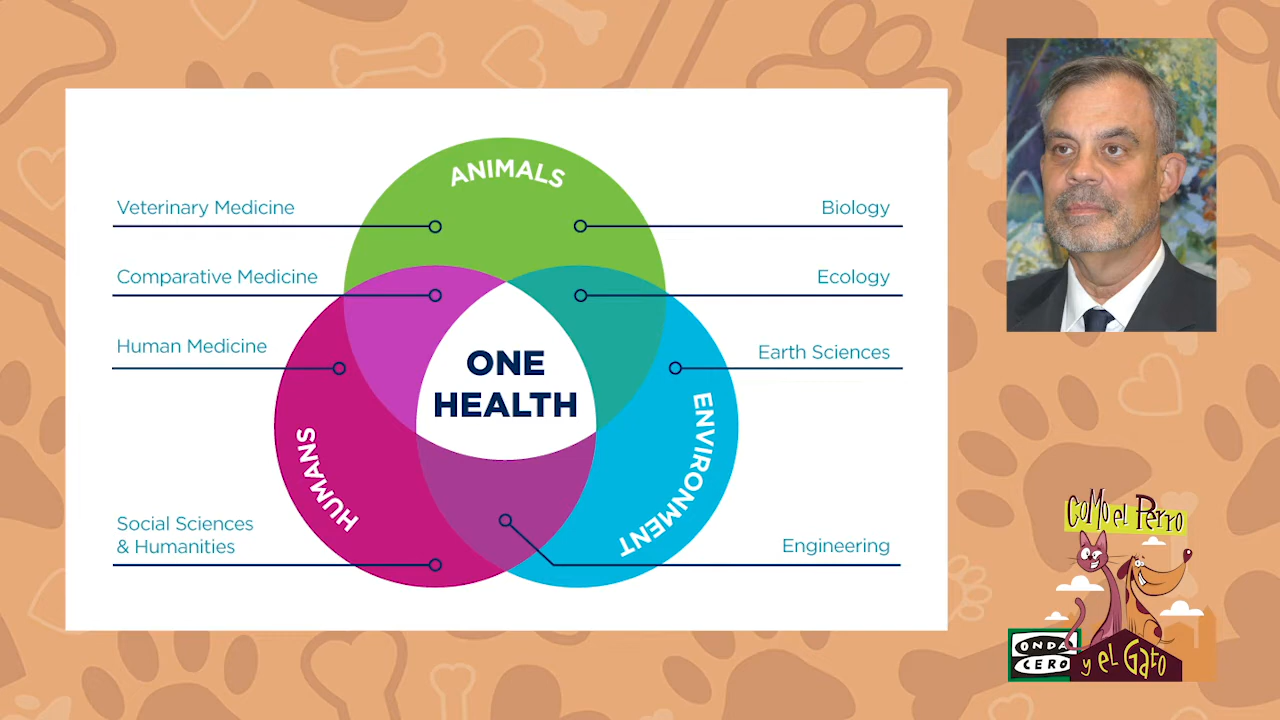 ANIMALS
Veterinary Medicine
Biology
Comparative Medicine
Ecology
Human Medicine
Earth Sciences
ONE
HEALTH
HUMANS
ENVIRONMENT
Social Sciences
& Humanities
Engineering
CoMo el Perro
y el Gato
ONDA
CERO